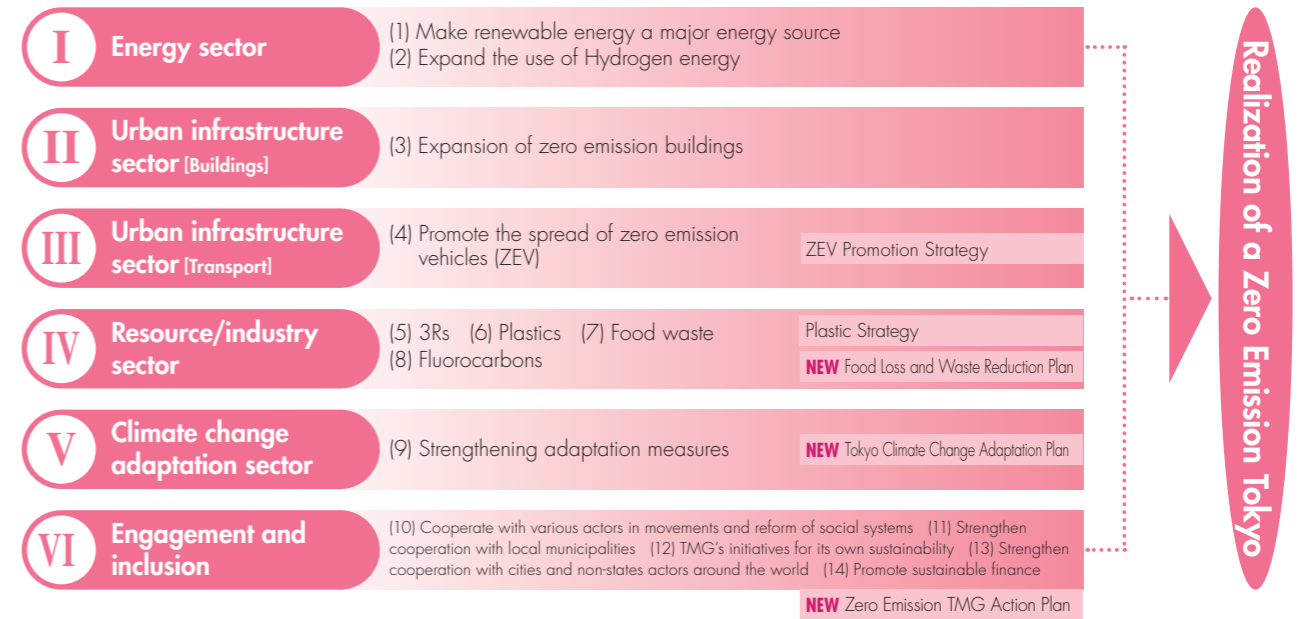 I
Energy sector
(1) Make renewable energy a major energy source
(2) Expand the use of Hydrogen energy
II
Urban infrastructure
sector [Buildings]
(3) Expansion of zero emission buildings
III
Urban infrastructure
sector [Transport]
(4) Promote the spread of zero emission
vehicles (ZEV)
ZEV Promotion Strategy
IV
Resource/industry
sector
(5) 3Rs (6) Plastics (7) Food waste
(8) Fluorocarbons
Plastic Strategy
NEW Food Loss and Waste Reduction Plan
V
Climate change
adaptation sector
(9) Strengthening adaptation measures
NEW Tokyo Climate Change Adaptation Plan
VI
Engagement and
inclusion
(10) Cooperate with various actors in movements and reform of social systems (11) Strengthen
cooperation with local municipalities (12) TMG's initiatives for its own sustainability (13) Strengthen
cooperation with cities and non-states actors around the world (14) Promote sustainable finance
NEW Zero Emission TMG Action Plan
Realization of a Zero Emission Tokyo